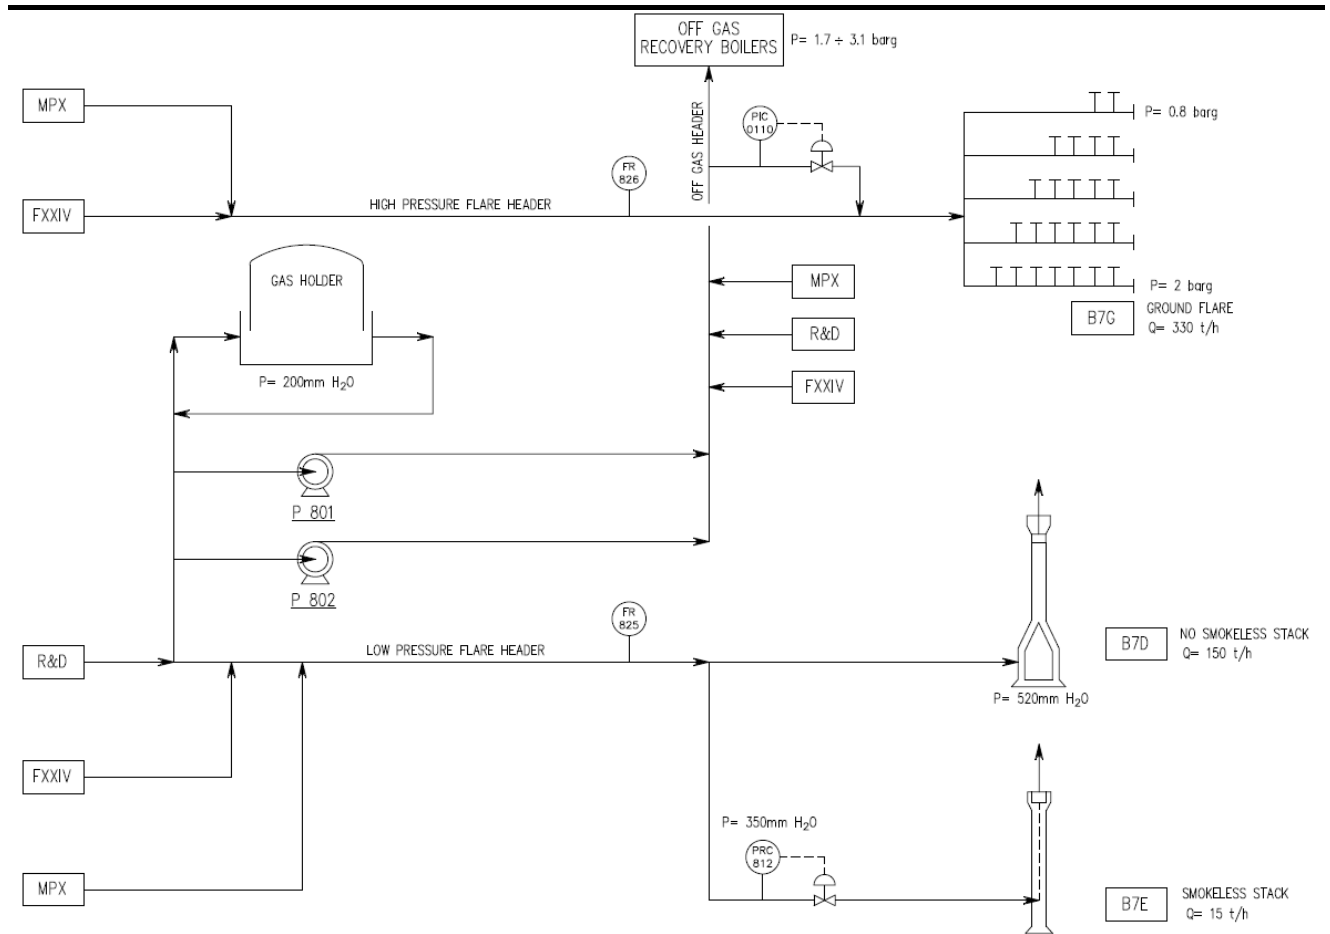 OFF GAS
RECOVERY BOILERS
P= 1.7 ÷ 3.1 barg
MPX
PIC
0110
P= 0.8 barg
OFF GAS HEADER
FR
826
FXXIV
HIGH PRESSURE FLARE HEADER
GAS HOLDER
MPX
P= 2 barg
B7G
GROUND FLARE
Q= 330 t/h
R&D
P= 200mm H2O
FXXIV
P 801
P 802
FR
825
R&D
LOW PRESSURE FLARE HEADER
B7D
NO SMOKELESS STACK
Q= 150 t/h
P= 520mm H2O
FXXIV
P= 350mm H2O
PRC
812
MPX
B7E
SMOKELESS STACK
Q= 15 t/h